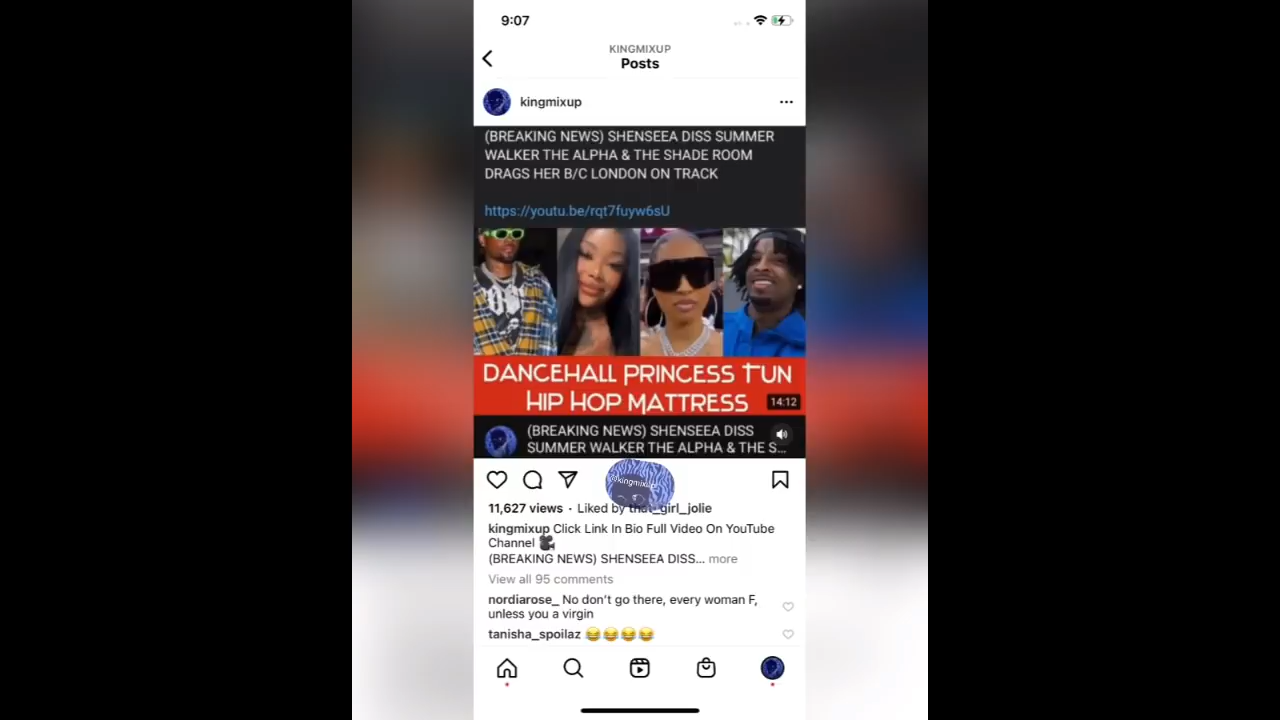 9:07
KINGMIXUP
Posts
kingmixup
(BREAKING NEWS) SHENSEEA DISS SUMMER
WALKER THE ALPHA & THE SHADE ROOM
DRAGS HER B/C LONDON ON TRACK
https://youtu.be/rqt7fuyw6sU
DANCEHALL PRINCESS TUN
HIP HOP MATTRESS
14:12
(BREAKING NEWS) SHENSEEA DISS
SUMMER WALKER THE ALPHA & THE S...
@kingmixup
11,627 views · Liked by that_girl_jolie
kingmixup Click Link In Bio Full Video On YouTube
Channel 🎥
(BREAKING NEWS) SHENSEEA DISS... more
View all 95 comments
nordiarose_ No don't go there, every woman F,
unless you a virgin
tanisha_spoilaz 😂😂😂😂